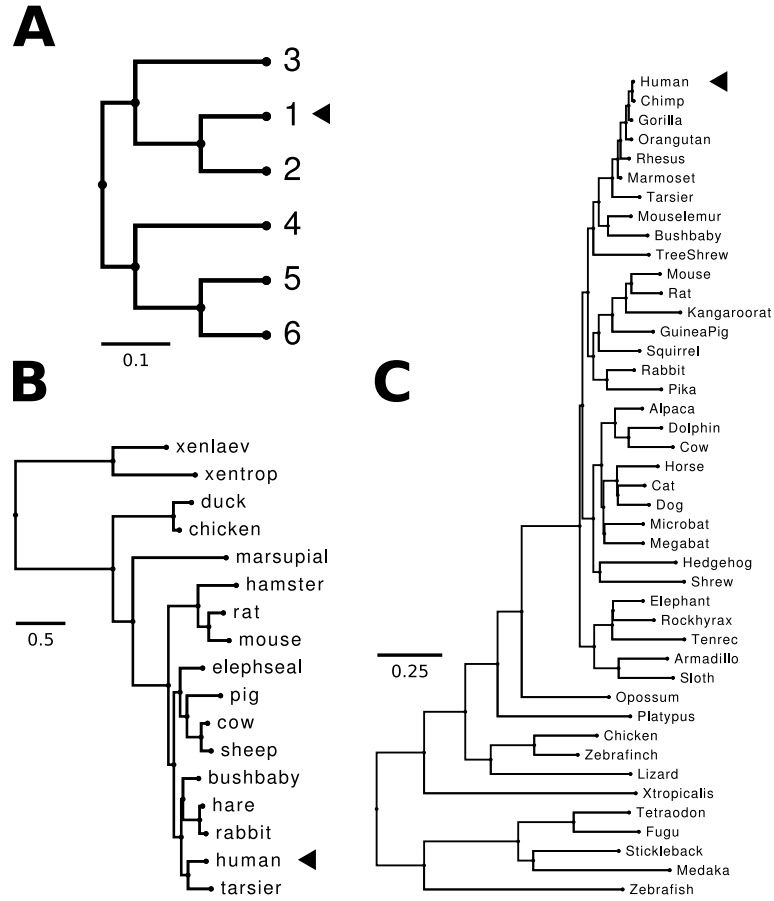 A
3
1
2
4
5
6
0.1
B
xenlaev
xentrop
duck
chicken
marsupial
hamster
rat
mouse
elephseal
pig
cow
sheep
bushbaby
hare
rabbit
human
tarsier
0.5
C
Human
Chimp
Gorilla
Orangutan
Rhesus
Marmoset
Tarsier
Mouselemur
Bushbaby
TreeShrew
Mouse
Rat
Kangaroorat
GuineaPig
Squirrel
Rabbit
Pika
Alpaca
Dolphin
Cow
Horse
Cat
Dog
Microbat
Megabat
Hedgehog
Shrew
Elephant
Rockhyrax
Tenrec
Armadillo
Sloth
Opossum
Platypus
Chicken
Zebrafinch
Lizard
Xtropicalis
Tetraodon
Fugu
Stickleback
Medaka
Zebrafish
0.25